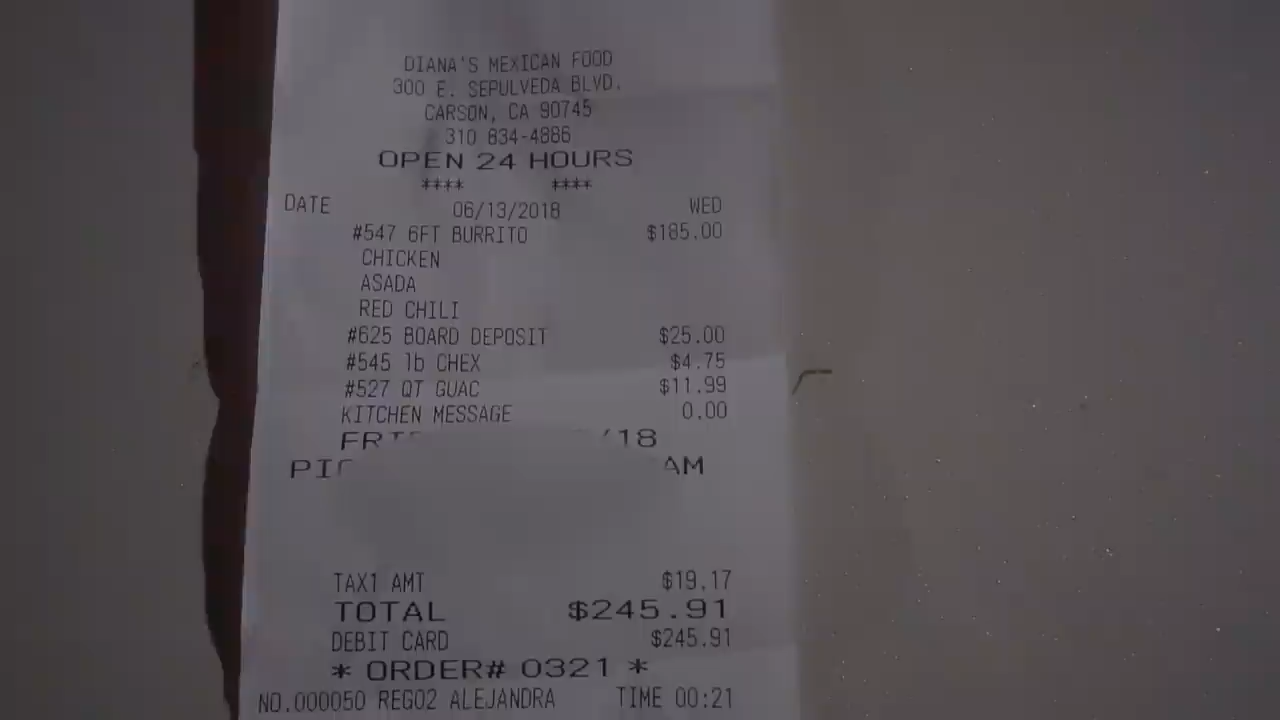 DIANA'S MEXICAN FOOD
300 E. SEPULVEDA BLVD.
CARSON, CA 90745
310 834-4886
OPEN 24 HOURS
**** ****
DATE 06/13/2018 WED
#547 6FT BURRITO $185.00
CHICKEN
ASADA
RED CHILI
#625 BOARD DEPOSIT $25.00
#545 lb CHEX $4.75
#527 QT GUAC $11.99
KITCHEN MESSAGE 0.00
/18
AM
TAX1 AMT $19.17
TOTAL $245.91
DEBIT CARD $245.91
* ORDER# 0321 *
NO.000050 REG02 ALEJANDRA TIME 00:21